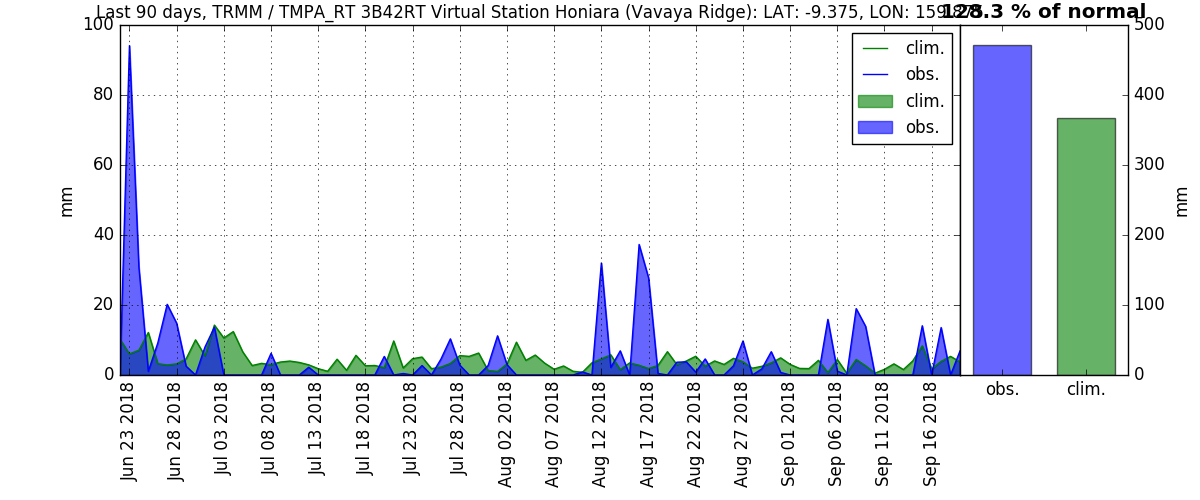 Last 90 days, TRMM / TMPA_RT 3B42RT Virtual Station Honiara (Vavaya Ridge): LAT: -9.375, LON:
128.3 % of normal
100
80
60
40
20
0
mm
clim.
obs.
clim.
obs.
500
400
300
200
100
0
mm
obs. clim.
Jun 23 2018
Jun 28 2018
Jul 03 2018
Jul 08 2018
Jul 13 2018
Jul 18 2018
Jul 23 2018
Jul 28 2018
Aug 02 2018
Aug 07 2018
Aug 12 2018
Aug 17 2018
Aug 22 2018
Aug 27 2018
Sep 01 2018
Sep 06 2018
Sep 11 2018
Sep 16 2018